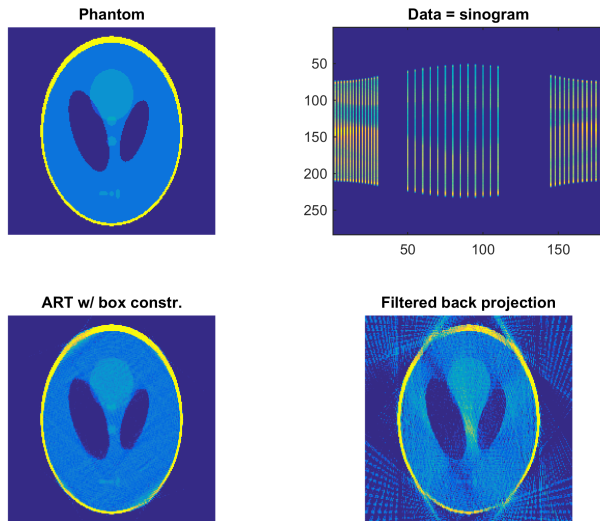 Phantom
Data = sinogram
50
100
150
200
250
50
100
150
ART w/ box constr.
Filtered back projection